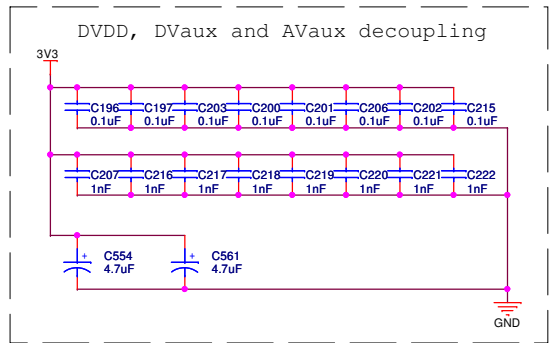 DVDD, DVaux and AVaux decoupling
3V3
C196 C197 C203 C200 C201 C206 C202 C215
0.1uF 0.1uF 0.1uF 0.1uF 0.1uF 0.1uF 0.1uF 0.1uF
C207 C216 C217 C218 C219 C220 C221 C222
1nF 1nF 1nF 1nF 1nF 1nF 1nF 1nF
+ C554 + C561
4.7uF 4.7uF
GND